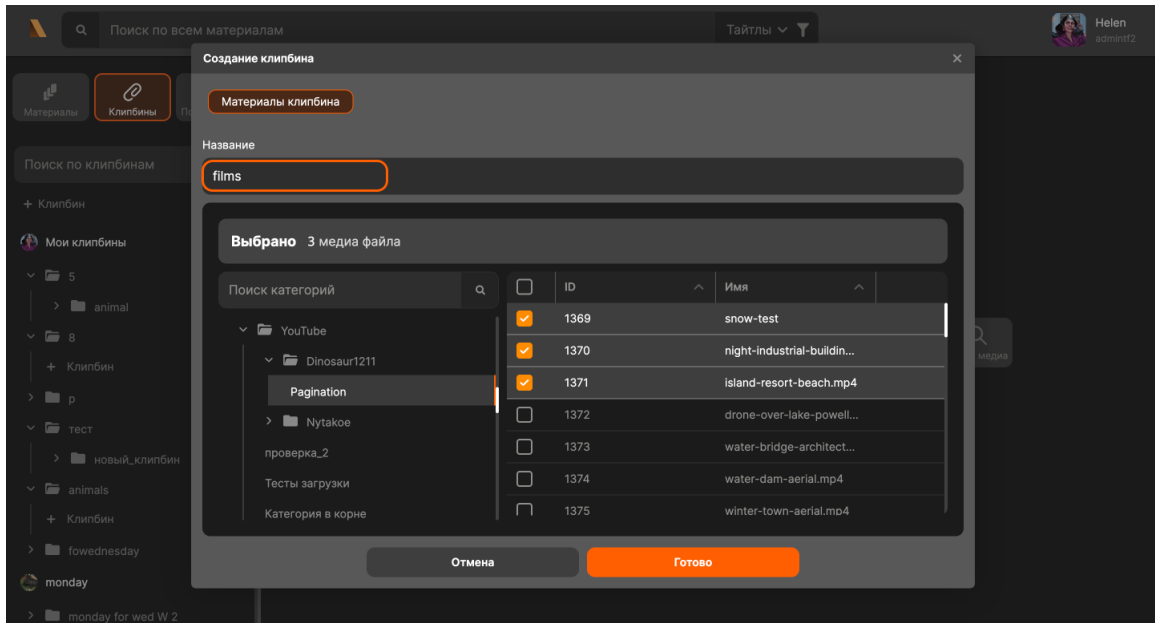 Поиск по всем материалам
Тайтлы
Helen
admintf2
Создание клипбина
Материалы
Клипбины
Материалы клипбина
Название
Поиск по клипбинам
films
+ Клипбин
Мои клипбины
Выбрано 3 медиа файла
5
Поиск категорий
ID
Имя
animal
1369
snow-test
YouTube
8
1370
night-industrial-buildin...
медиа
Dinosaur1211
+ Клипбин
1371
island-resort-beach.mp4
Pagination
p
1372
drone-over-lake-powell...
Nytakoe
тест
1373
water-bridge-architect...
проверка_2
новый_клипбин
1374
water-dam-aerial.mp4
Тесты загрузки
animals
1375
winter-town-aerial.mp4
Категория в корне
+ Клипбин
fowednesday
Отмена
Готово
monday
monday for wed W 2